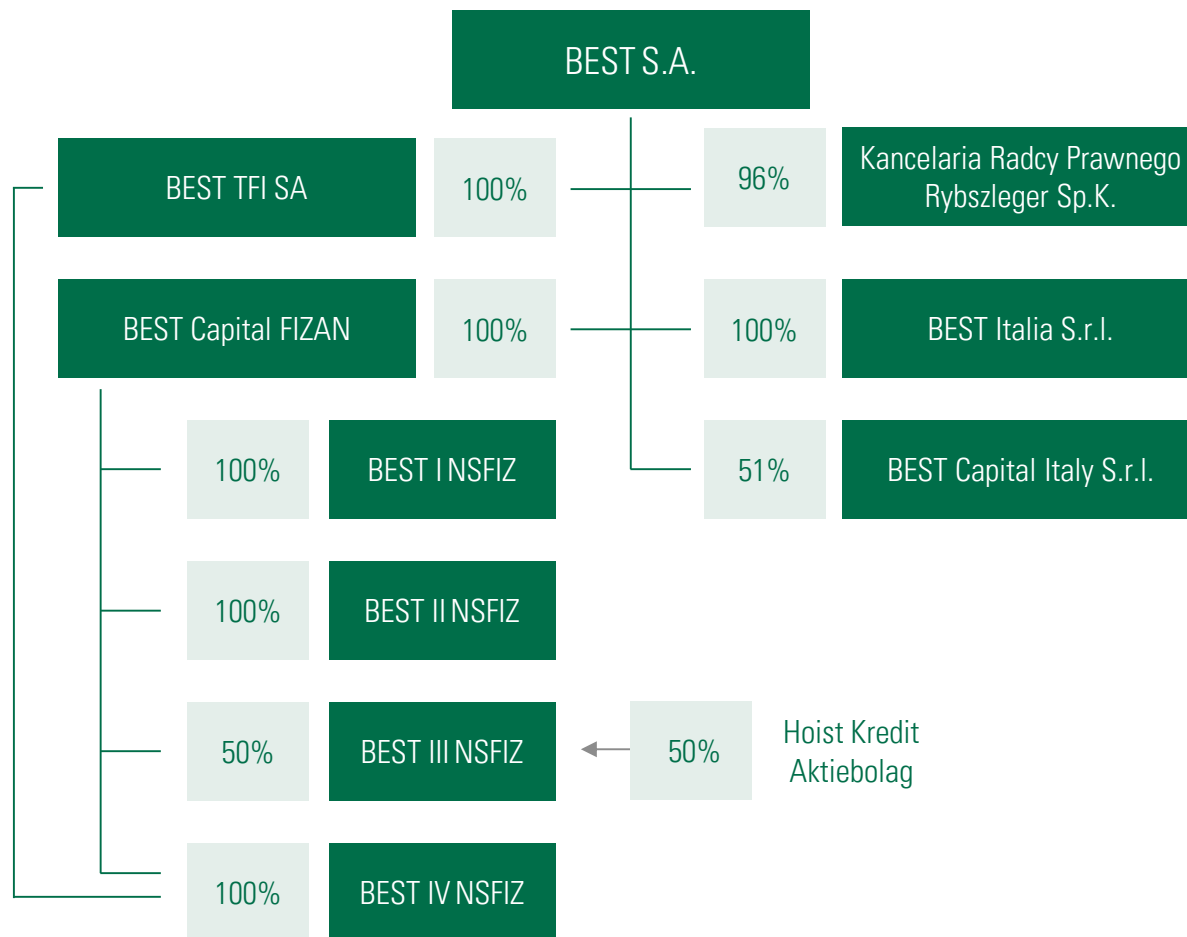 BEST S.A.
BEST TFI SA
100%
96%
Kancelaria Radcy Prawnego
Rybszleger Sp.K.
BEST Capital FIZAN
100%
100%
BEST Italia S.r.l.
100%
BEST I NSFIZ
51%
BEST Capital Italy S.r.l.
100%
BEST II NSFIZ
50%
BEST III NSFIZ
50%
Hoist Kredit
Aktiebolag
100%
BEST IV NSFIZ